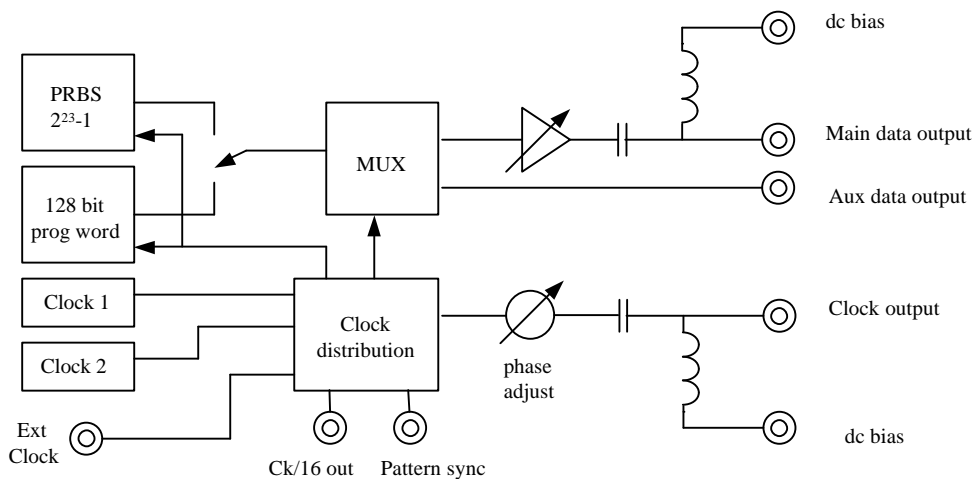 dc bias
PRBS
2²³-1
MUX
Main data output
Aux data output
128 bit
prog word
Clock 1
Clock 2
Clock
distribution
phase
adjust
Clock output
Ext
Clock
Ck/16 out
Pattern sync
dc bias